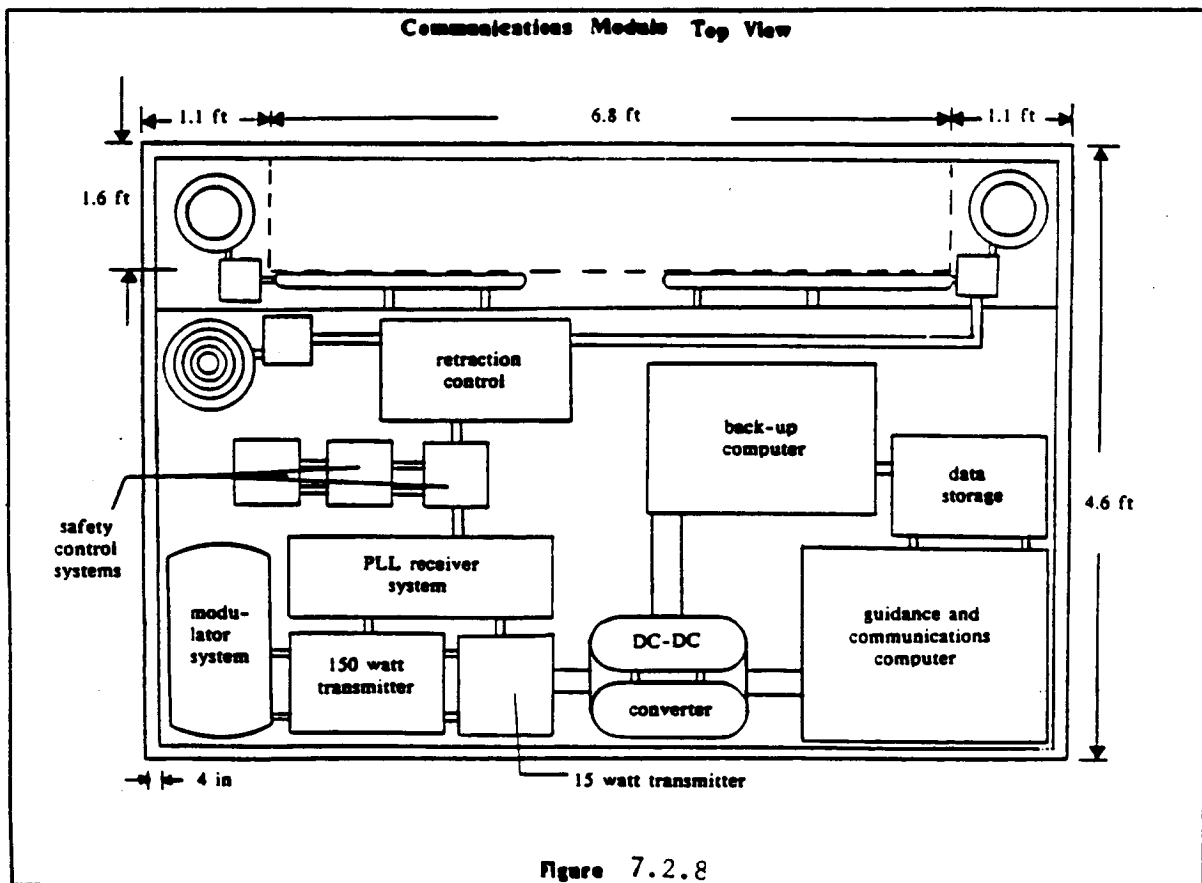 Communications Module Top View
1.1 ft
6.8 ft
1.1 ft
1.6 ft
retraction
control
back-up
computer
data
storage
4.6 ft
safety
control
systems
PLL receiver
system
modu-
lator
system
150 watt
transmitter
DC-DC
converter
guidance and
communications
computer
4 in
15 watt transmitter
Figure 7.2.8